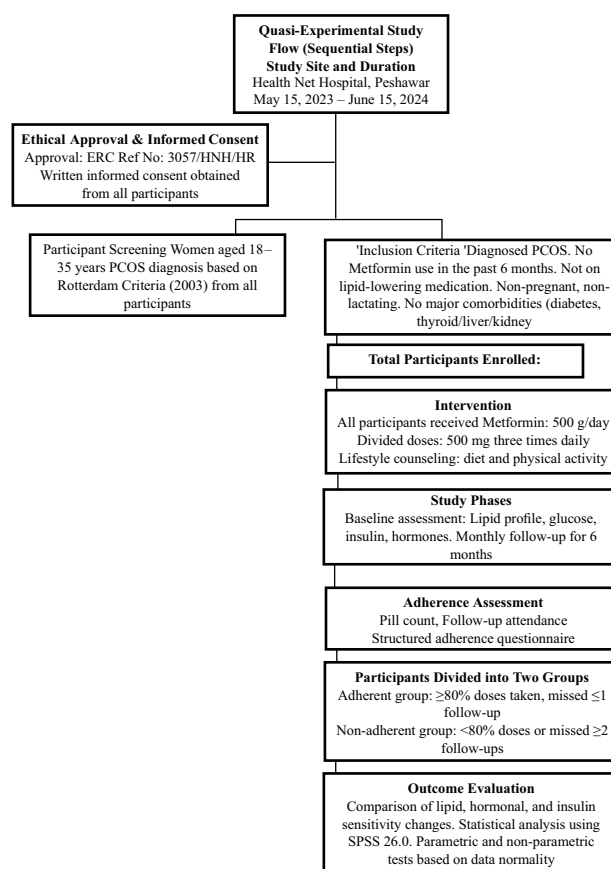 Quasi-Experimental Study
Flow (Sequential Steps)
Study Site and Duration
Health Net Hospital, Peshawar
May 15, 2023 – June 15, 2024
Ethical Approval & Informed Consent
Approval: ERC Ref No: 3057/HNH/HR
Written informed consent obtained
from all participants
Participant Screening Women aged 18–
35 years PCOS diagnosis based on
Rotterdam Criteria (2003) from all
participants
'Inclusion Criteria 'Diagnosed PCOS. No
Metformin use in the past 6 months. Not on
lipid-lowering medication. Non-pregnant, non-
lactating. No major comorbidities (diabetes,
thyroid/liver/kidney
Total Participants Enrolled:
Intervention
All participants received Metformin: 500 g/day
Divided doses: 500 mg three times daily
Lifestyle counseling: diet and physical activity
Study Phases
Baseline assessment: Lipid profile, glucose,
insulin, hormones. Monthly follow-up for 6
months
Adherence Assessment
Pill count, Follow-up attendance
Structured adherence questionnaire
Participants Divided into Two Groups
Adherent group: ≥80% doses taken, missed ≤1
follow-up
Non-adherent group: <80% doses or missed ≥2
follow-ups
Outcome Evaluation
Comparison of lipid, hormonal, and insulin
sensitivity changes. Statistical analysis using
SPSS 26.0. Parametric and non-parametric
tests based on data normality